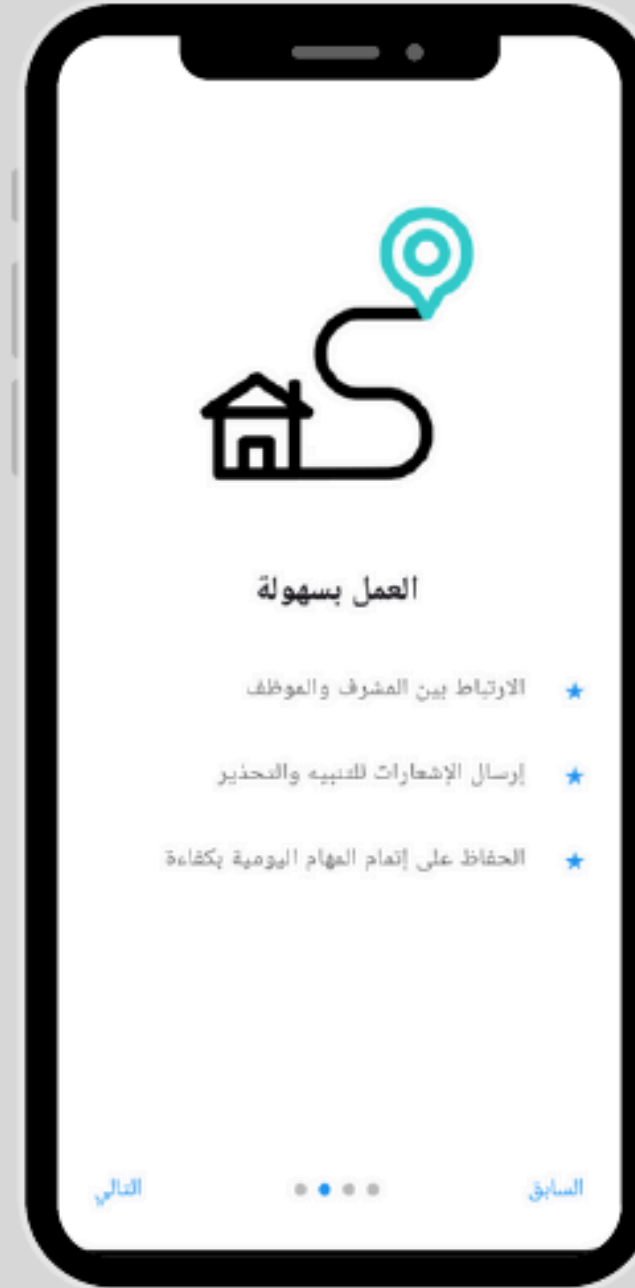 العمل بسهولة
الارتباط بين المشرف والموظف
إرسال الإشعارات للتنبيه والتحذير
الحفاظ على إتمام المهام اليومية بكفاءة
السابق
التالي